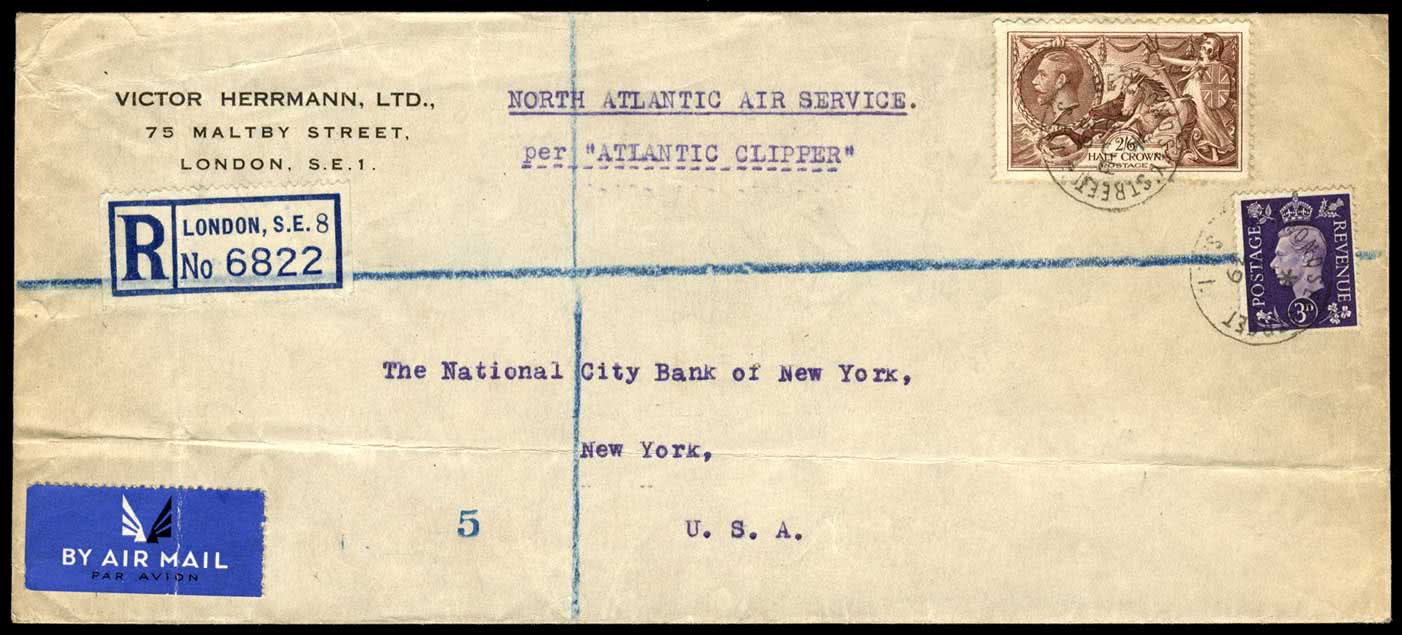 VICTOR HERRMANN, LTD.,
75 MALTBY STREET,
LONDON, S.E.1.
NORTH ATLANTIC AIR SERVICE.
per "ATLANTIC CLIPPER"
2/6
HALF CROWN
POSTAGE
STREET
R
LONDON, S.E. 8
No 6822
POSTAGE
REVENUE
3D
The National City Bank of New York,
New York,
U. S. A.
5
BY AIR MAIL
PAR AVION